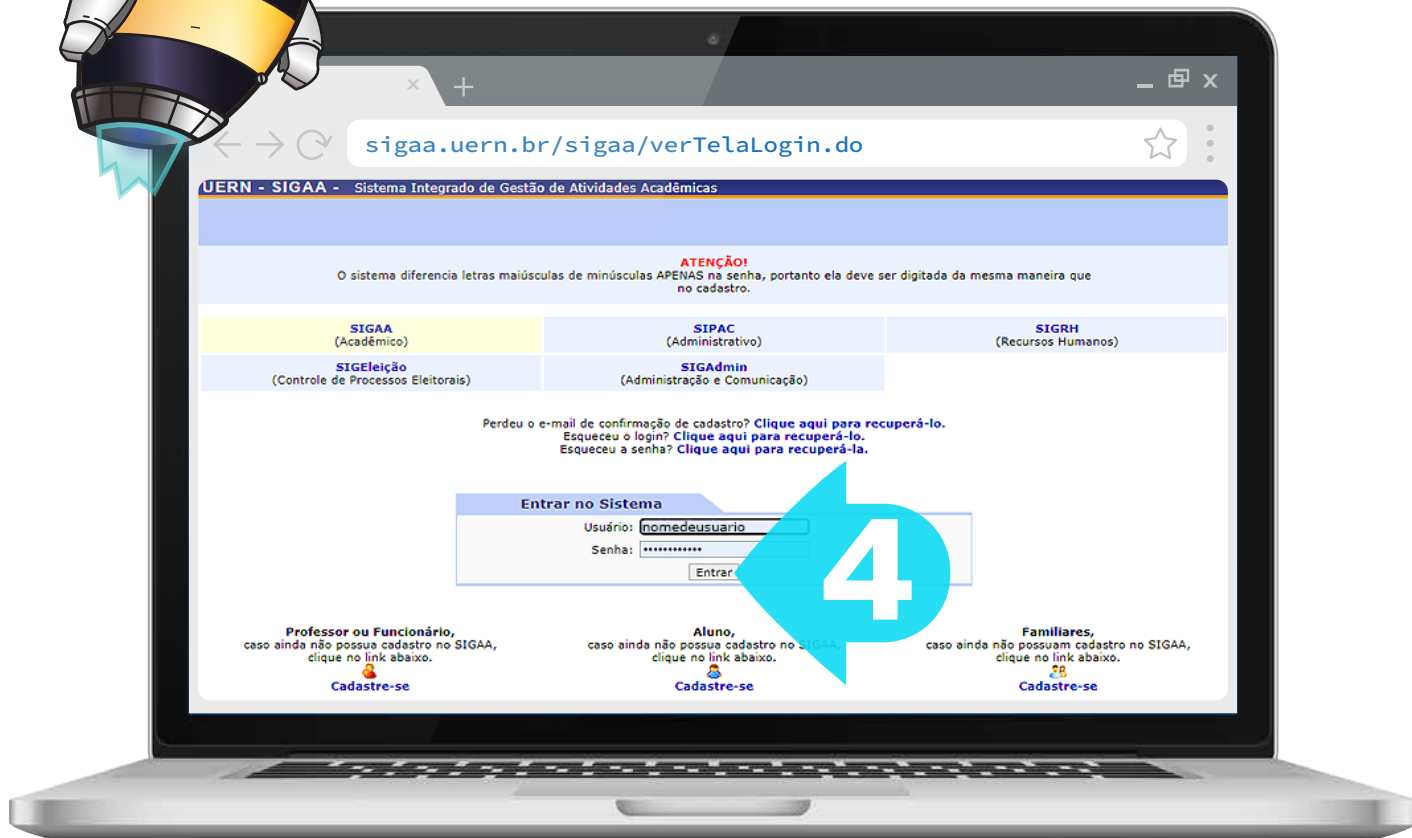 sigaa.uern.br/sigaa/verTelaLogin.do
UERN - SIGAA - Sistema Integrado de Gestão de Atividades Acadêmicas
ATENÇÃO!
O sistema diferencia letras maiúsculas de minúsculas APENAS na senha, portanto ela deve ser digitada da mesma maneira que
no cadastro.
SIGAA
(Acadêmico)
SIPAC
(Administrativo)
SIGRH
(Recursos Humanos)
SIGEleição
(Controle de Processos Eleitorais)
SIGAdmin
(Administração e Comunicação)
Perdeu o e-mail de confirmação de cadastro? Clique aqui para recuperá-lo.
Esqueceu o login? Clique aqui para recuperá-lo.
Esqueceu a senha? Clique aqui para recuperá-la.
Entrar no Sistema
Usuário: nomedeusuario
Senha: ••••••••••••
Entrar
4
Professor ou Funcionário,
caso ainda não possua cadastro no SIGAA,
clique no link abaixo.
Cadastre-se
Aluno,
caso ainda não possua cadastro no SIGAA,
clique no link abaixo.
Cadastre-se
Familiares,
caso ainda não possuam cadastro no SIGAA,
clique no link abaixo.
Cadastre-se